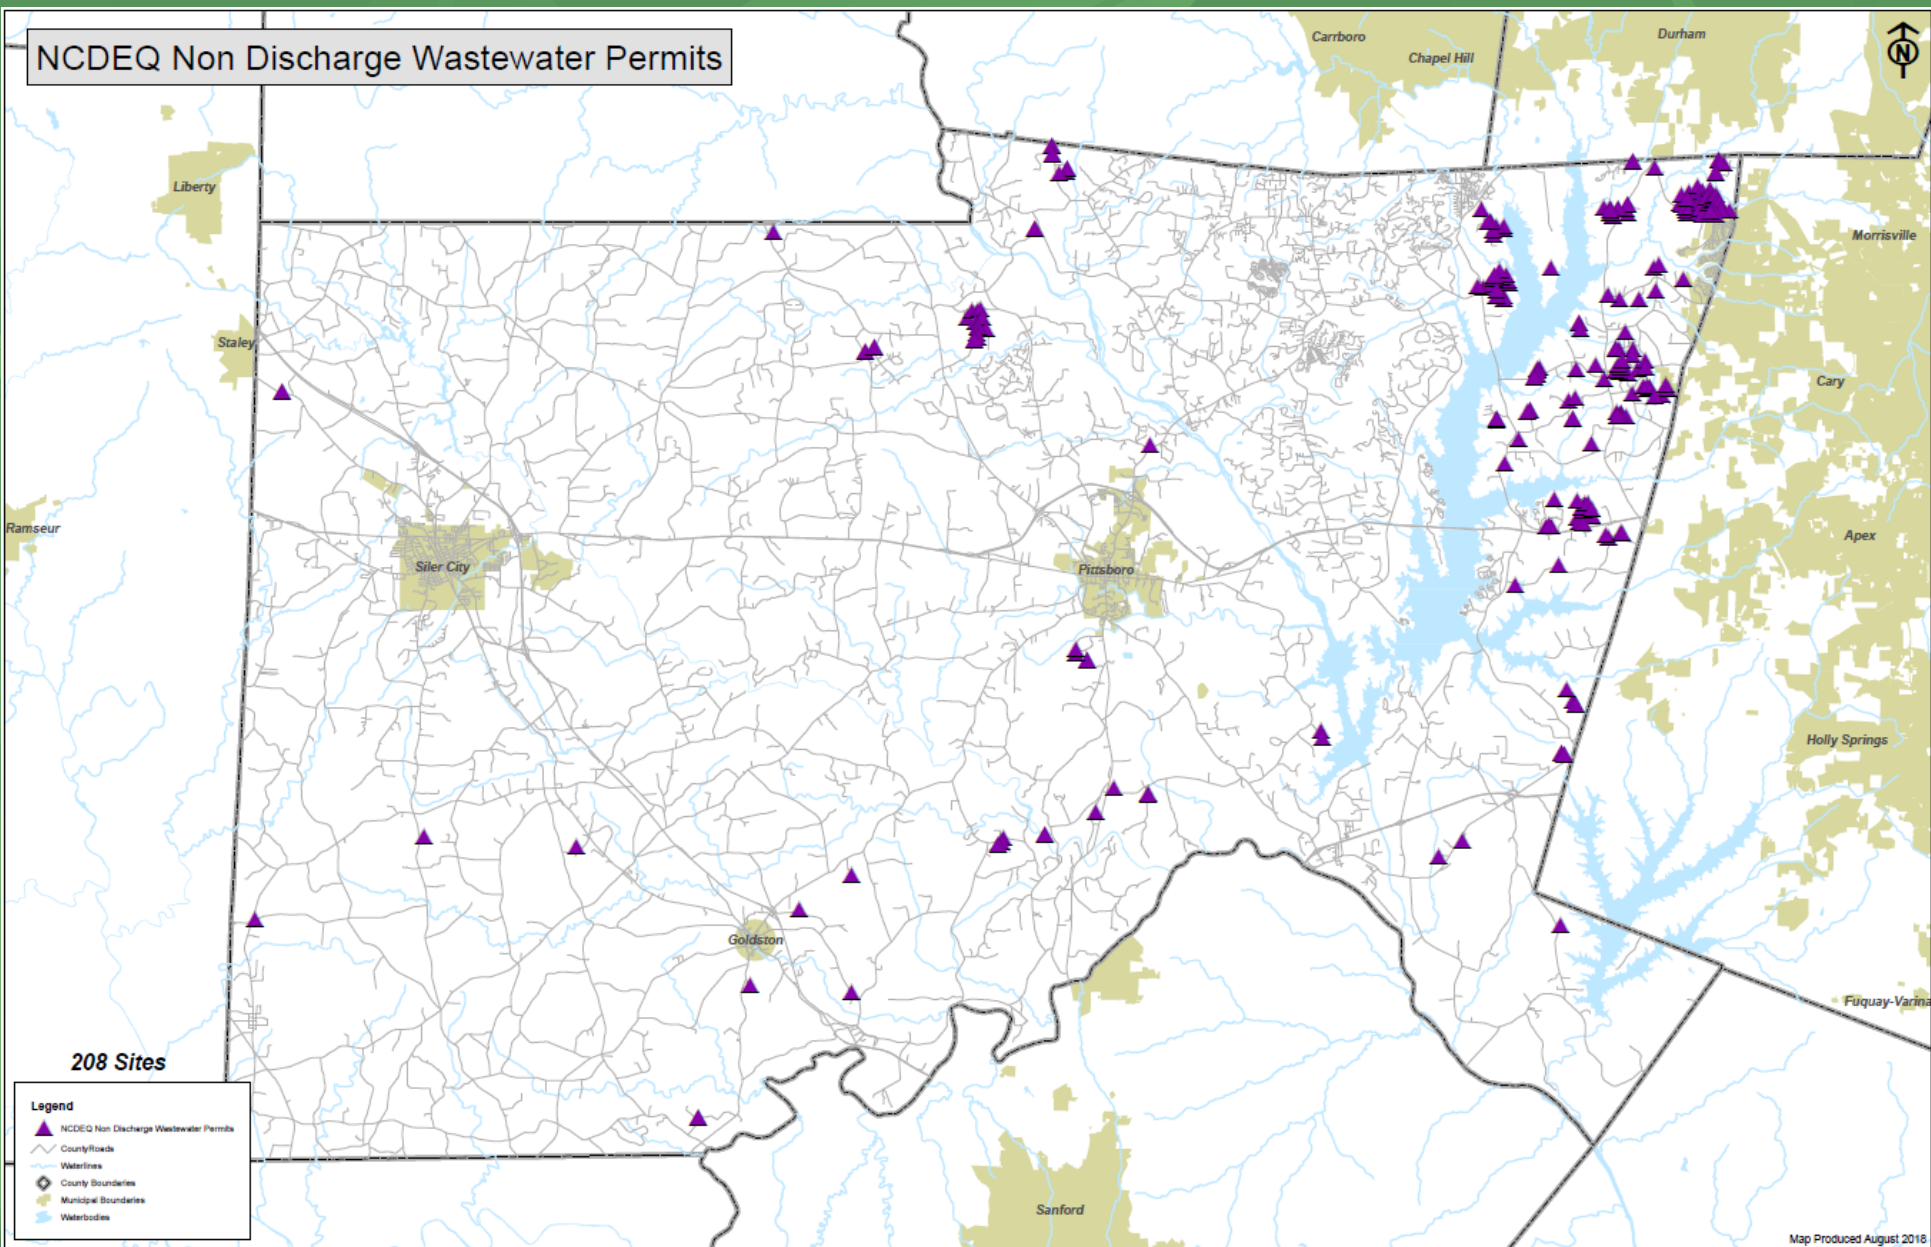 NCDEQ Non Discharge Wastewater Permits
Carrboro
Chapel Hill
Durham
N
Liberty
Morrisville
Staley
Cary
Ramseur
Siler City
Pittsboro
Apex
Holly Springs
Goldston
Fuquay-Varina
Sanford
208 Sites
Legend
NCDEQ Non Discharge Wastewater Permits
CountyRoads
Waterlines
County Boundaries
Municipal Boundaries
Waterbodies
Map Produced August 2018